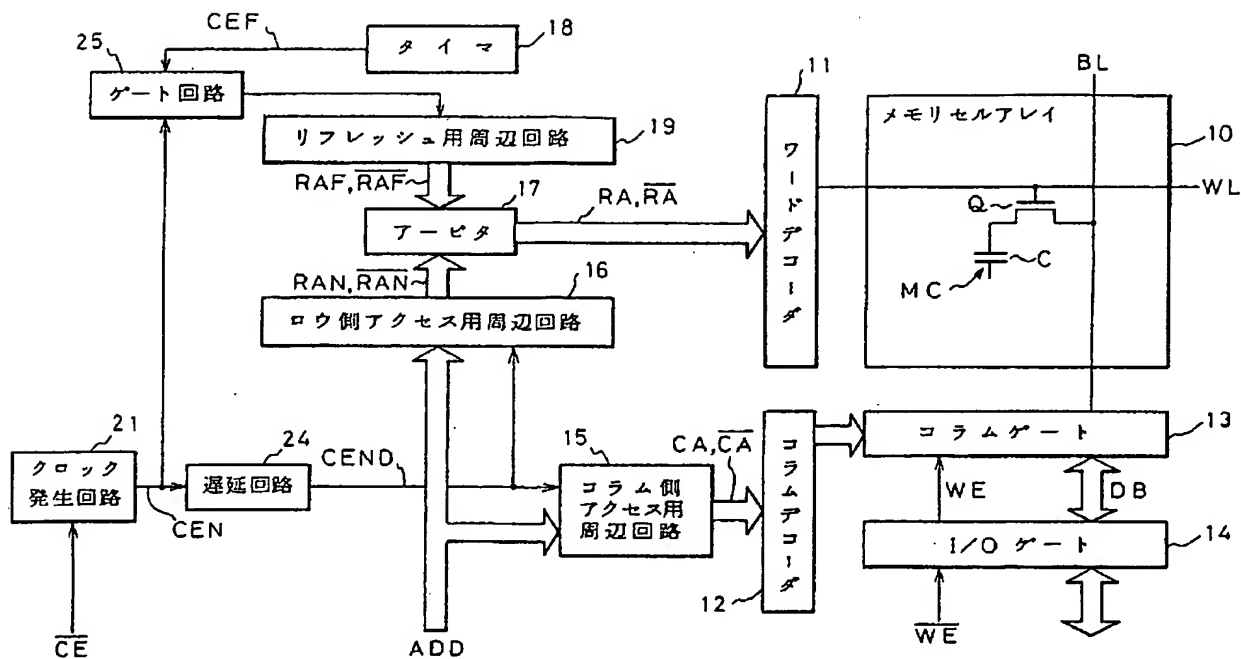 CEF
タイマ
18
25
ゲート回路
リフレッシュ用周辺回路
19
RAF,R̅A̅F̅
17
アービタ
RA,R̅A̅
RAN,R̅A̅N̅
16
ロウ側アクセス用周辺回路
11
ワードデコーダ
BL
メモリセルアレイ
10
WL
Q
C
MC
21
クロック
発生回路
CEN
C̅E̅
24
遅延回路
CEND
ADD
15
コラム側
アクセス用
周辺回路
CA,C̅A̅
コラムデコーダ
12
コラムゲート
13
WE
DB
I/Oゲート
14
W̅E̅